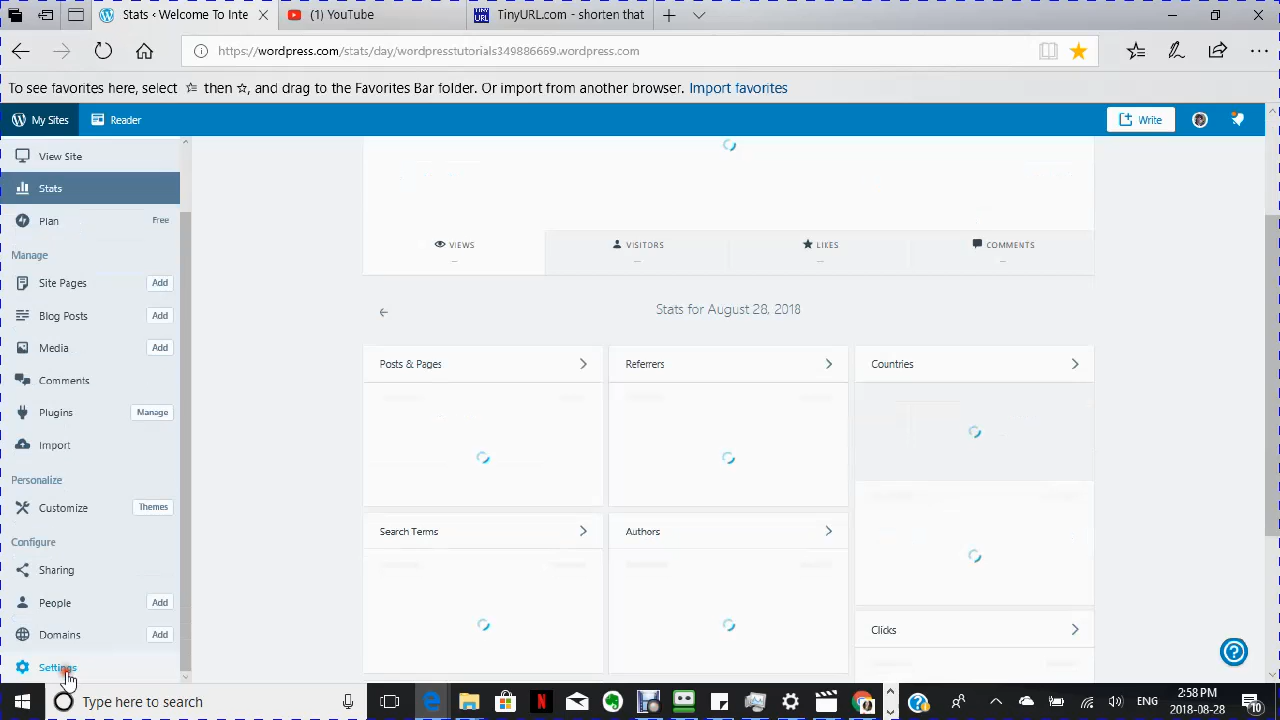 Stats ‹ Welcome To Inte
(1) YouTube
TinyURL.com - shorten that
https://wordpress.com/stats/day/wordpresstutorials349886669.wordpress.com
To see favorites here, select ☆ then ☆, and drag to the Favorites Bar folder. Or import from another browser. Import favorites
My Sites
Reader
Write
View Site
Stats
Plan
Free
Manage
Site Pages
Add
Blog Posts
Add
Media
Add
Comments
Plugins
Manage
Import
Personalize
Customize
Themes
Configure
Sharing
People
Add
Domains
Add
Settings
VIEWS
VISITORS
LIKES
COMMENTS
Stats for August 28, 2018
Posts & Pages
Referrers
Countries
Search Terms
Authors
Clicks
Type here to search
ENG
2:58 PM
2018-08-28
10